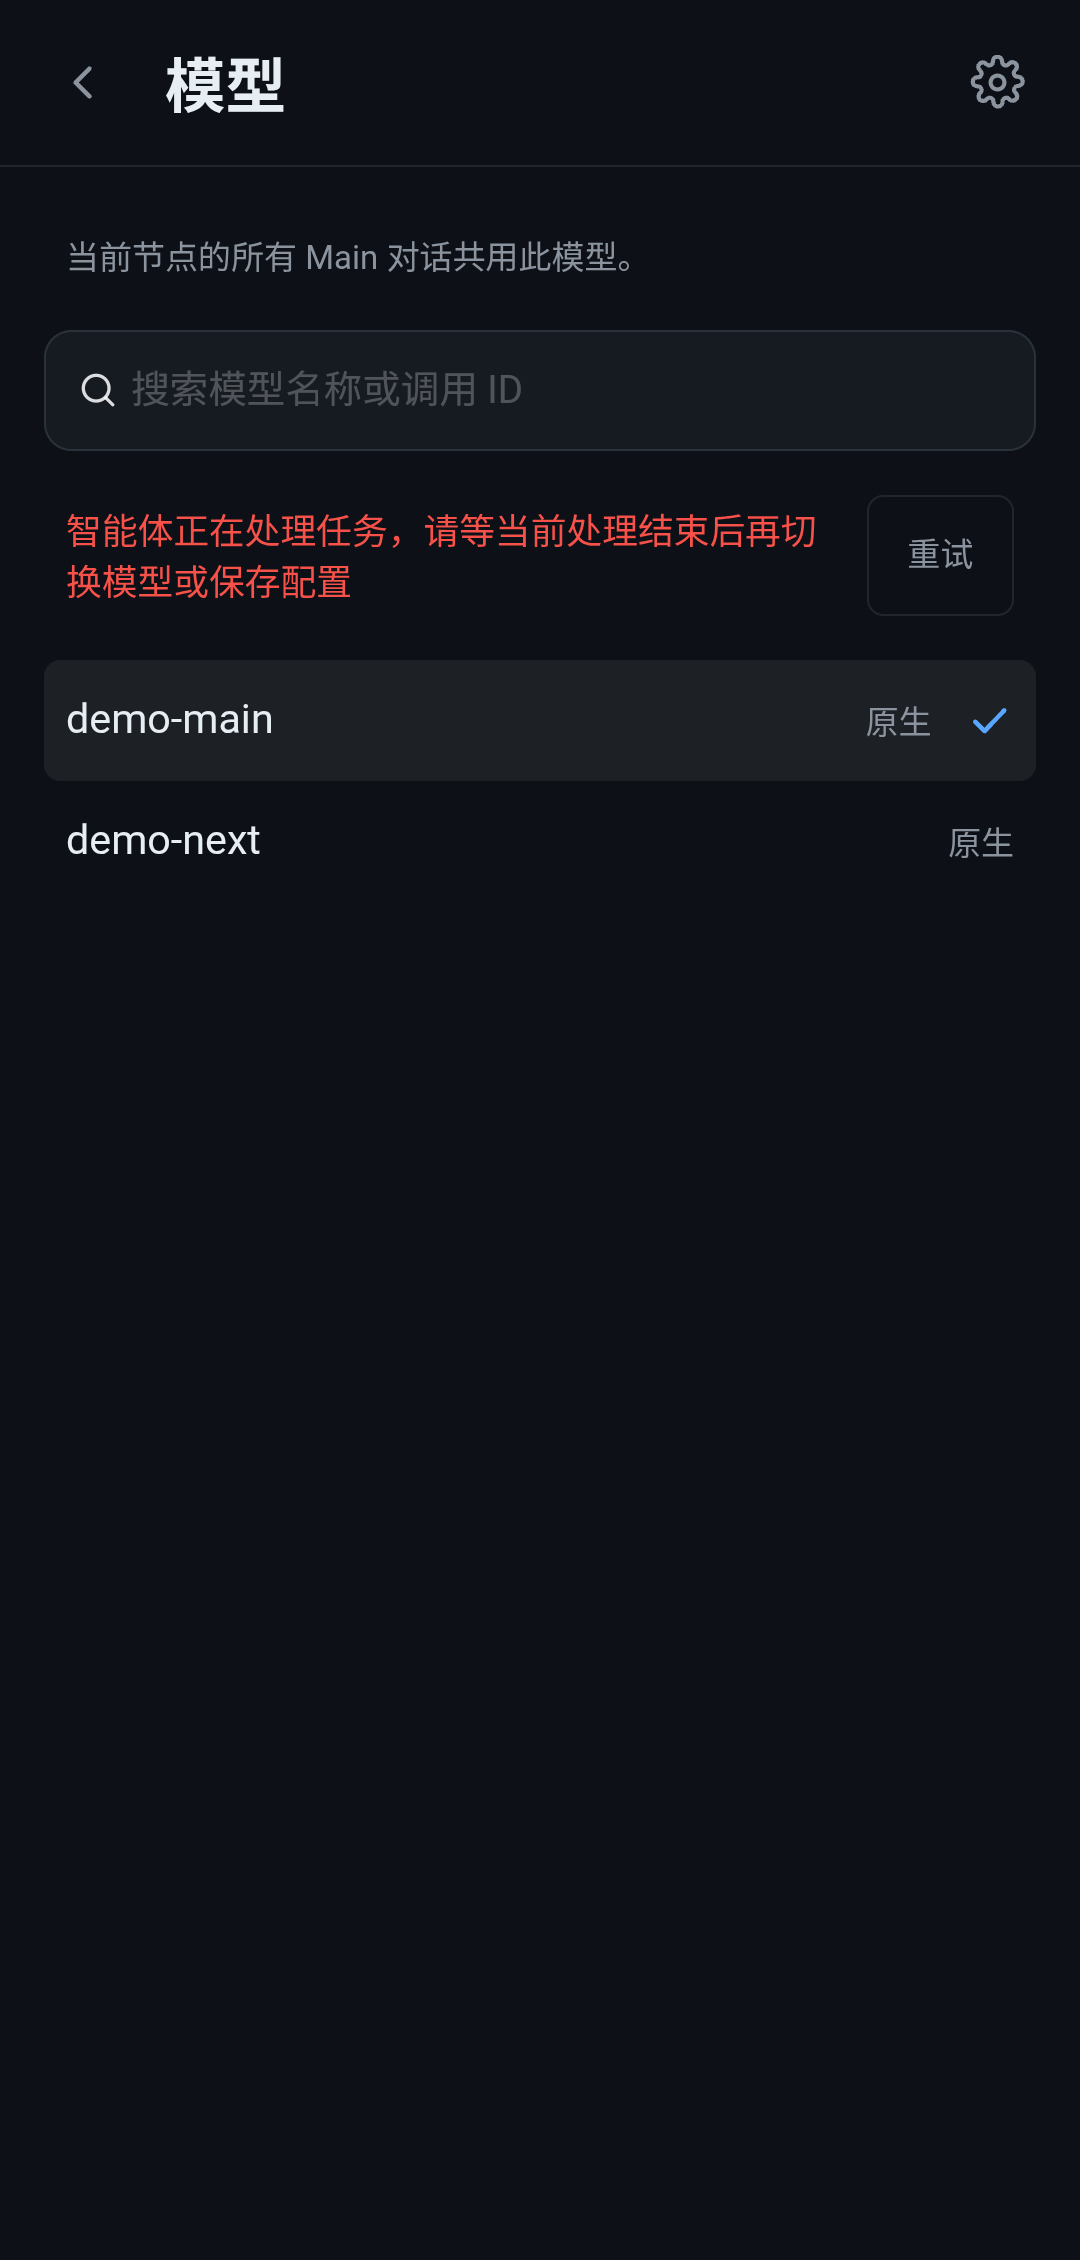 模型
当前节点的所有 Main 对话共用此模型。
搜索模型名称或调用 ID
智能体正在处理任务，请等当前处理结束后再切
换模型或保存配置
重试
demo-main 原生
demo-next 原生